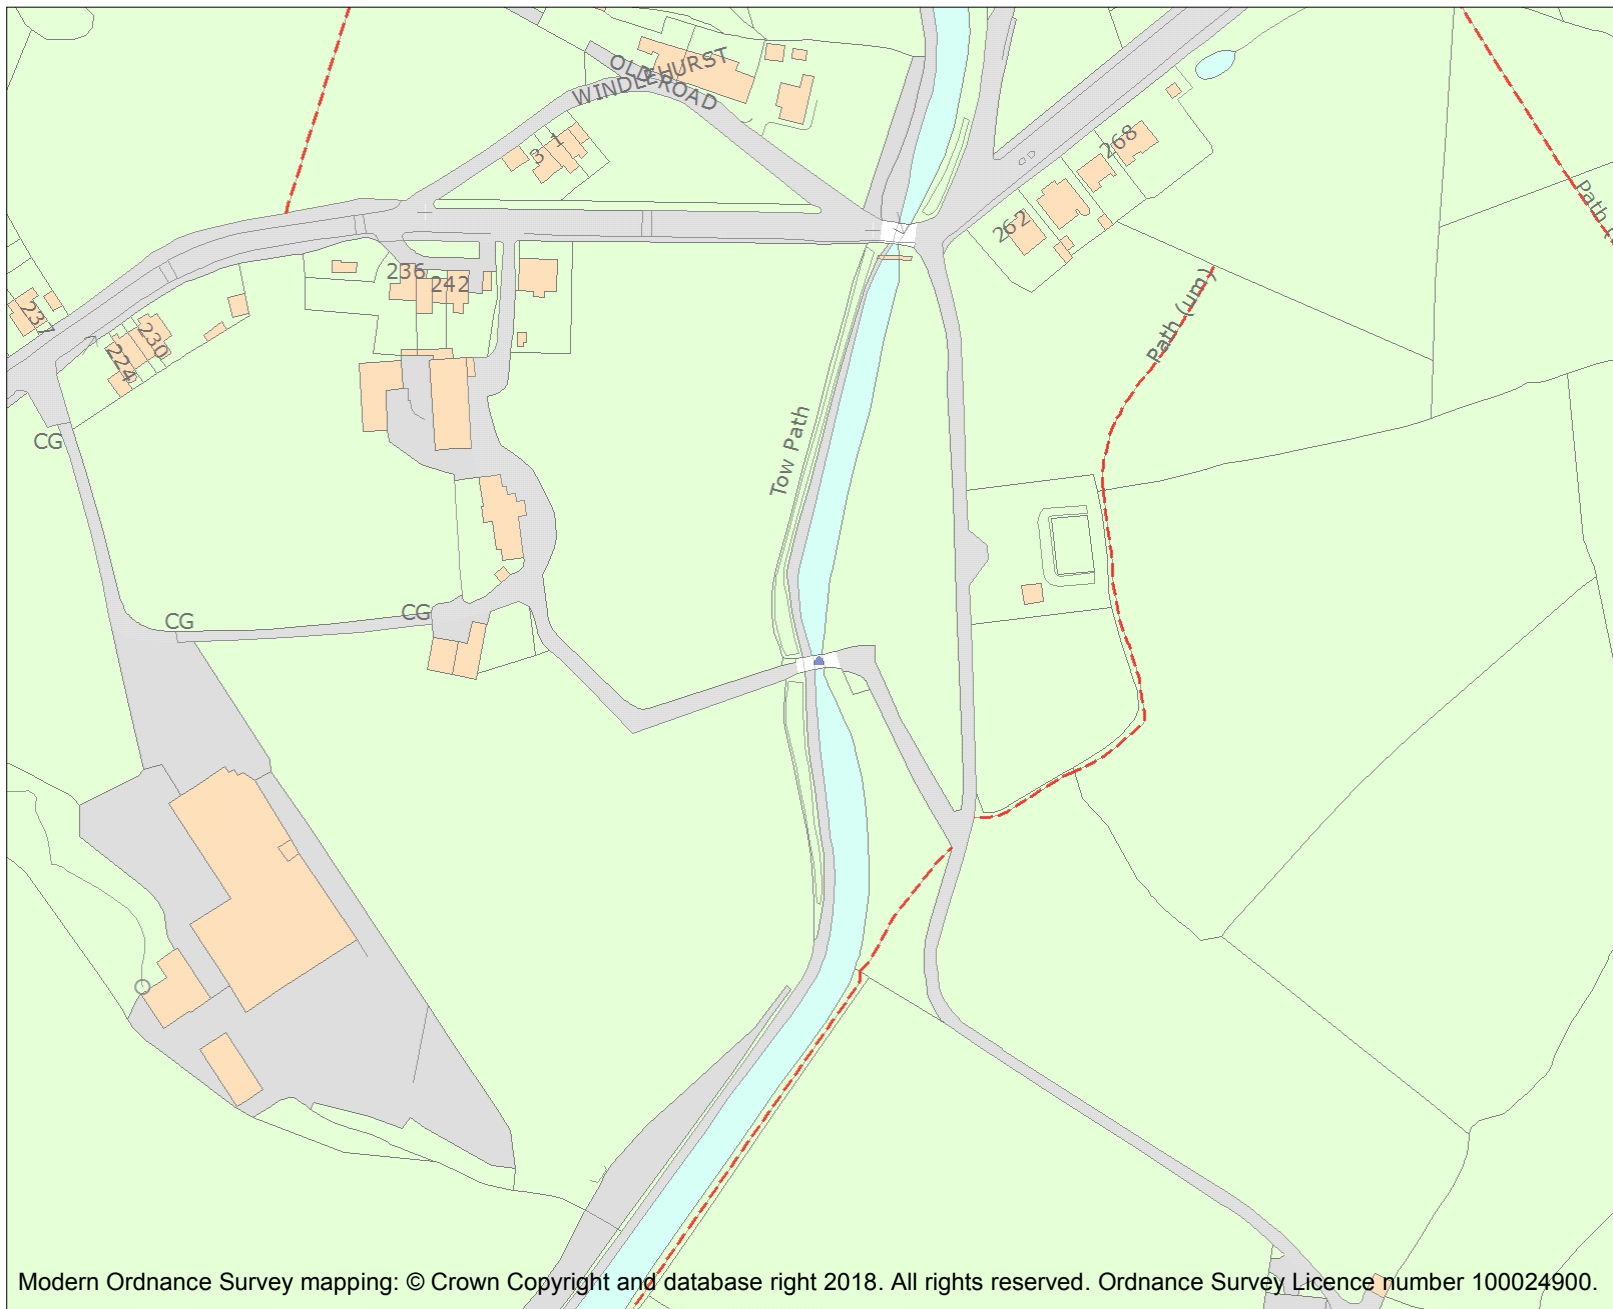 OLDEHURST
WINDLE ROAD
3 1
268
262
Path (
236
242
237
230
224
Path (um)
Tow Path
CG
CG
CG
Modern Ordnance Survey mapping: © Crown Copyright and database right 2018. All rights reserved. Ordnance Survey Licence number 100024900.